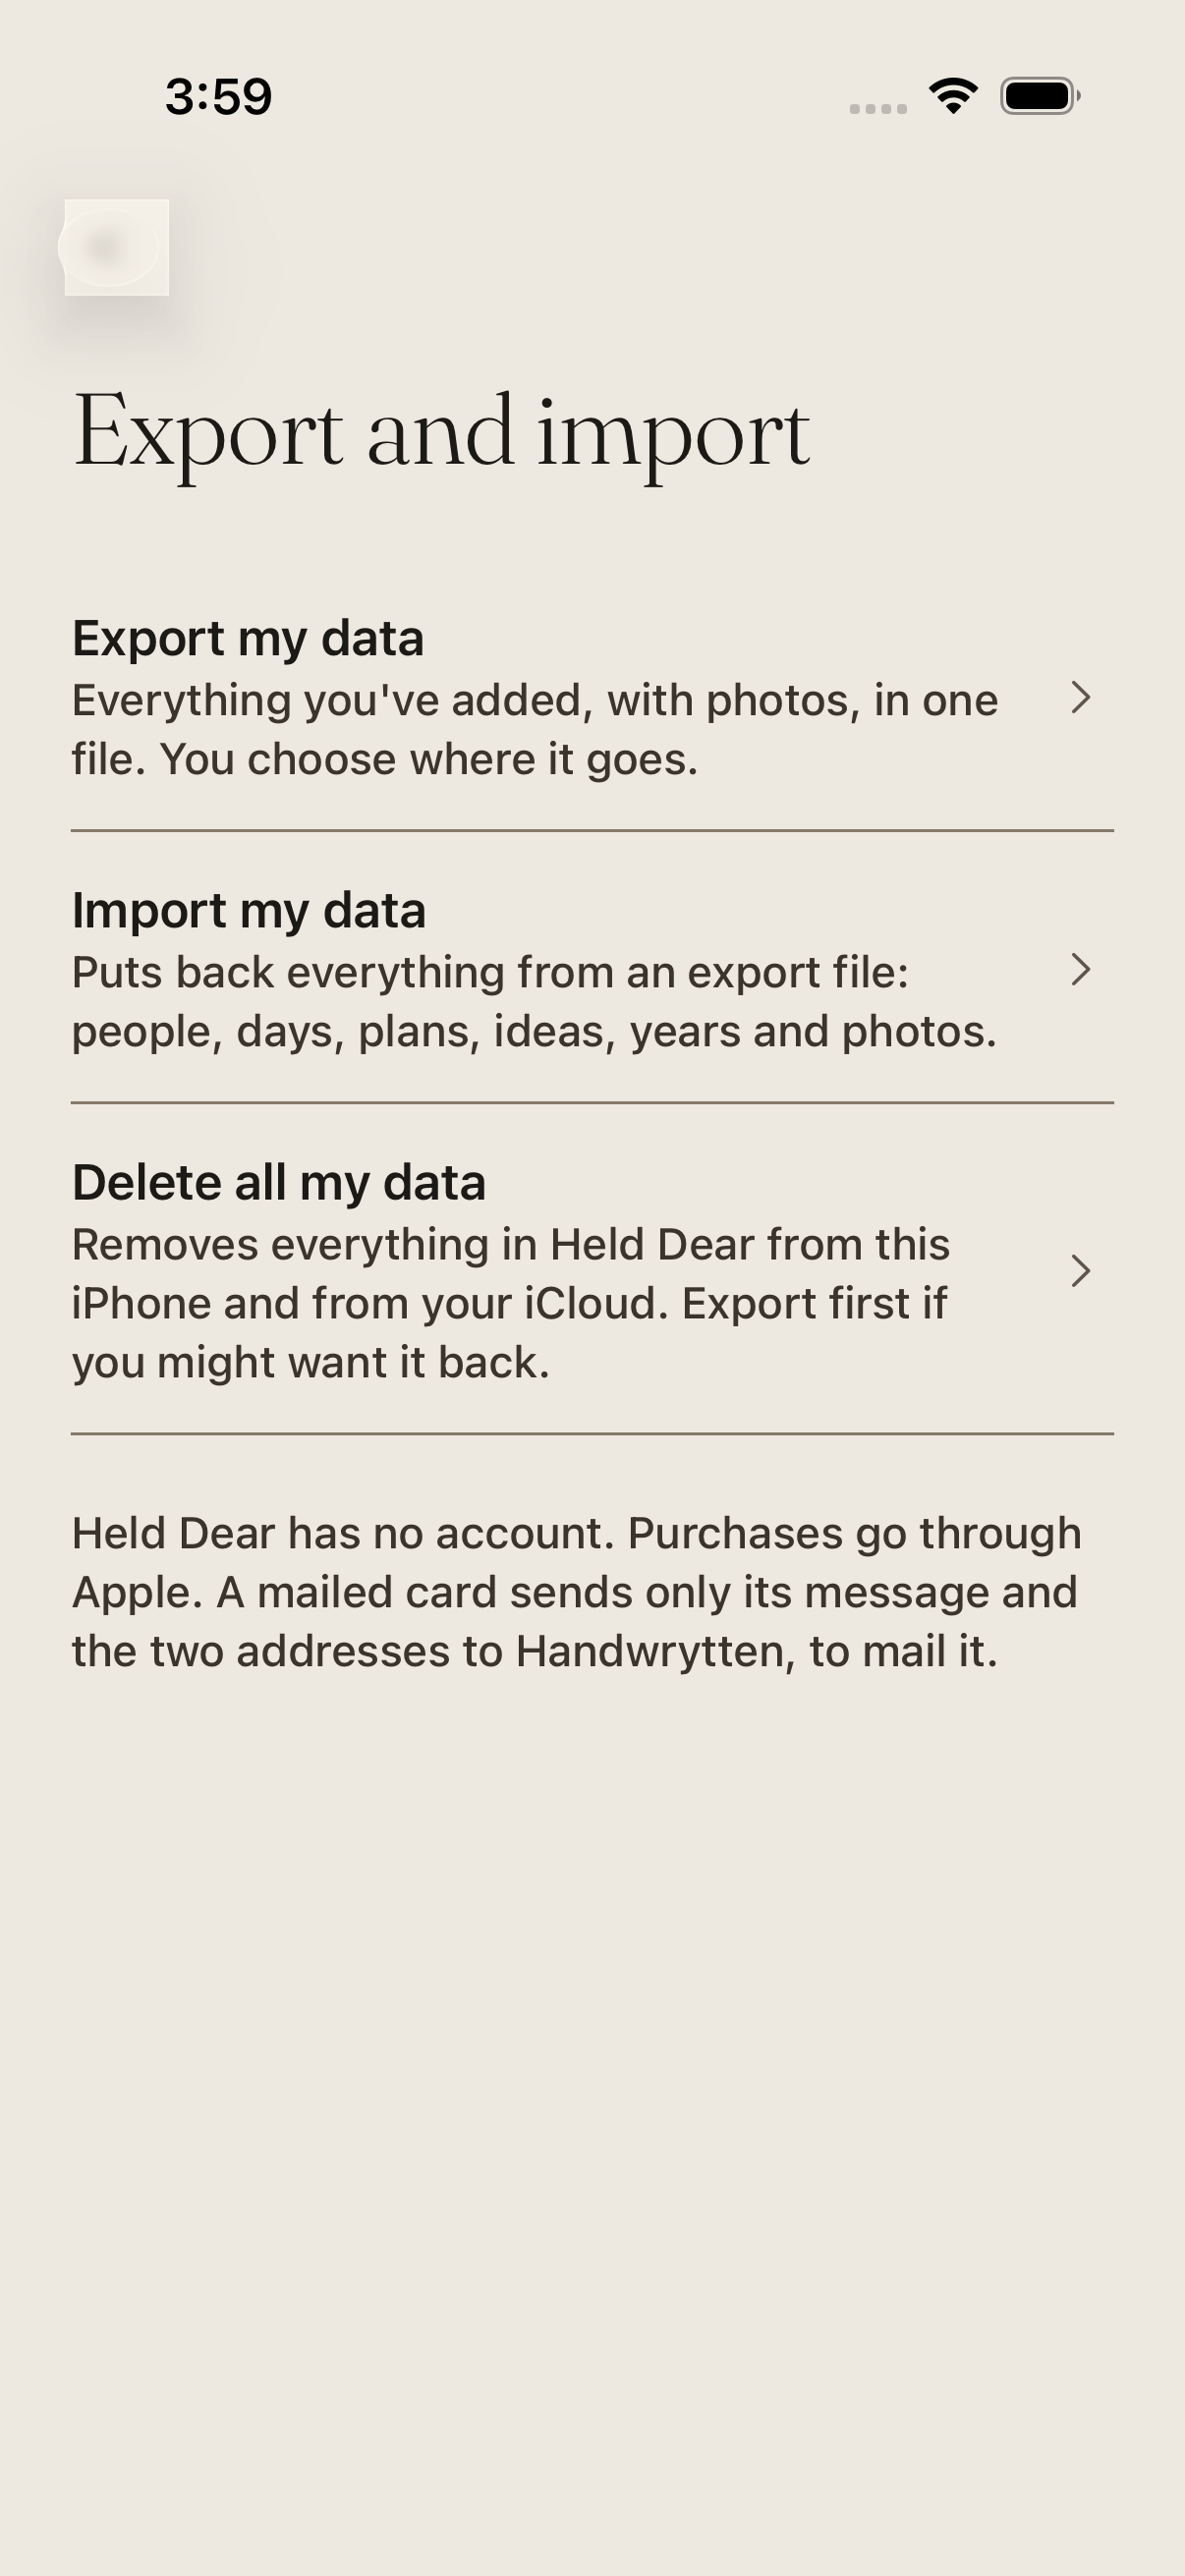 3:59
Export and import
Export my data
Everything you've added, with photos, in one
file. You choose where it goes.
Import my data
Puts back everything from an export file:
people, days, plans, ideas, years and photos.
Delete all my data
Removes everything in Held Dear from this
iPhone and from your iCloud. Export first if
you might want it back.
Held Dear has no account. Purchases go through
Apple. A mailed card sends only its message and
the two addresses to Handwrytten, to mail it.